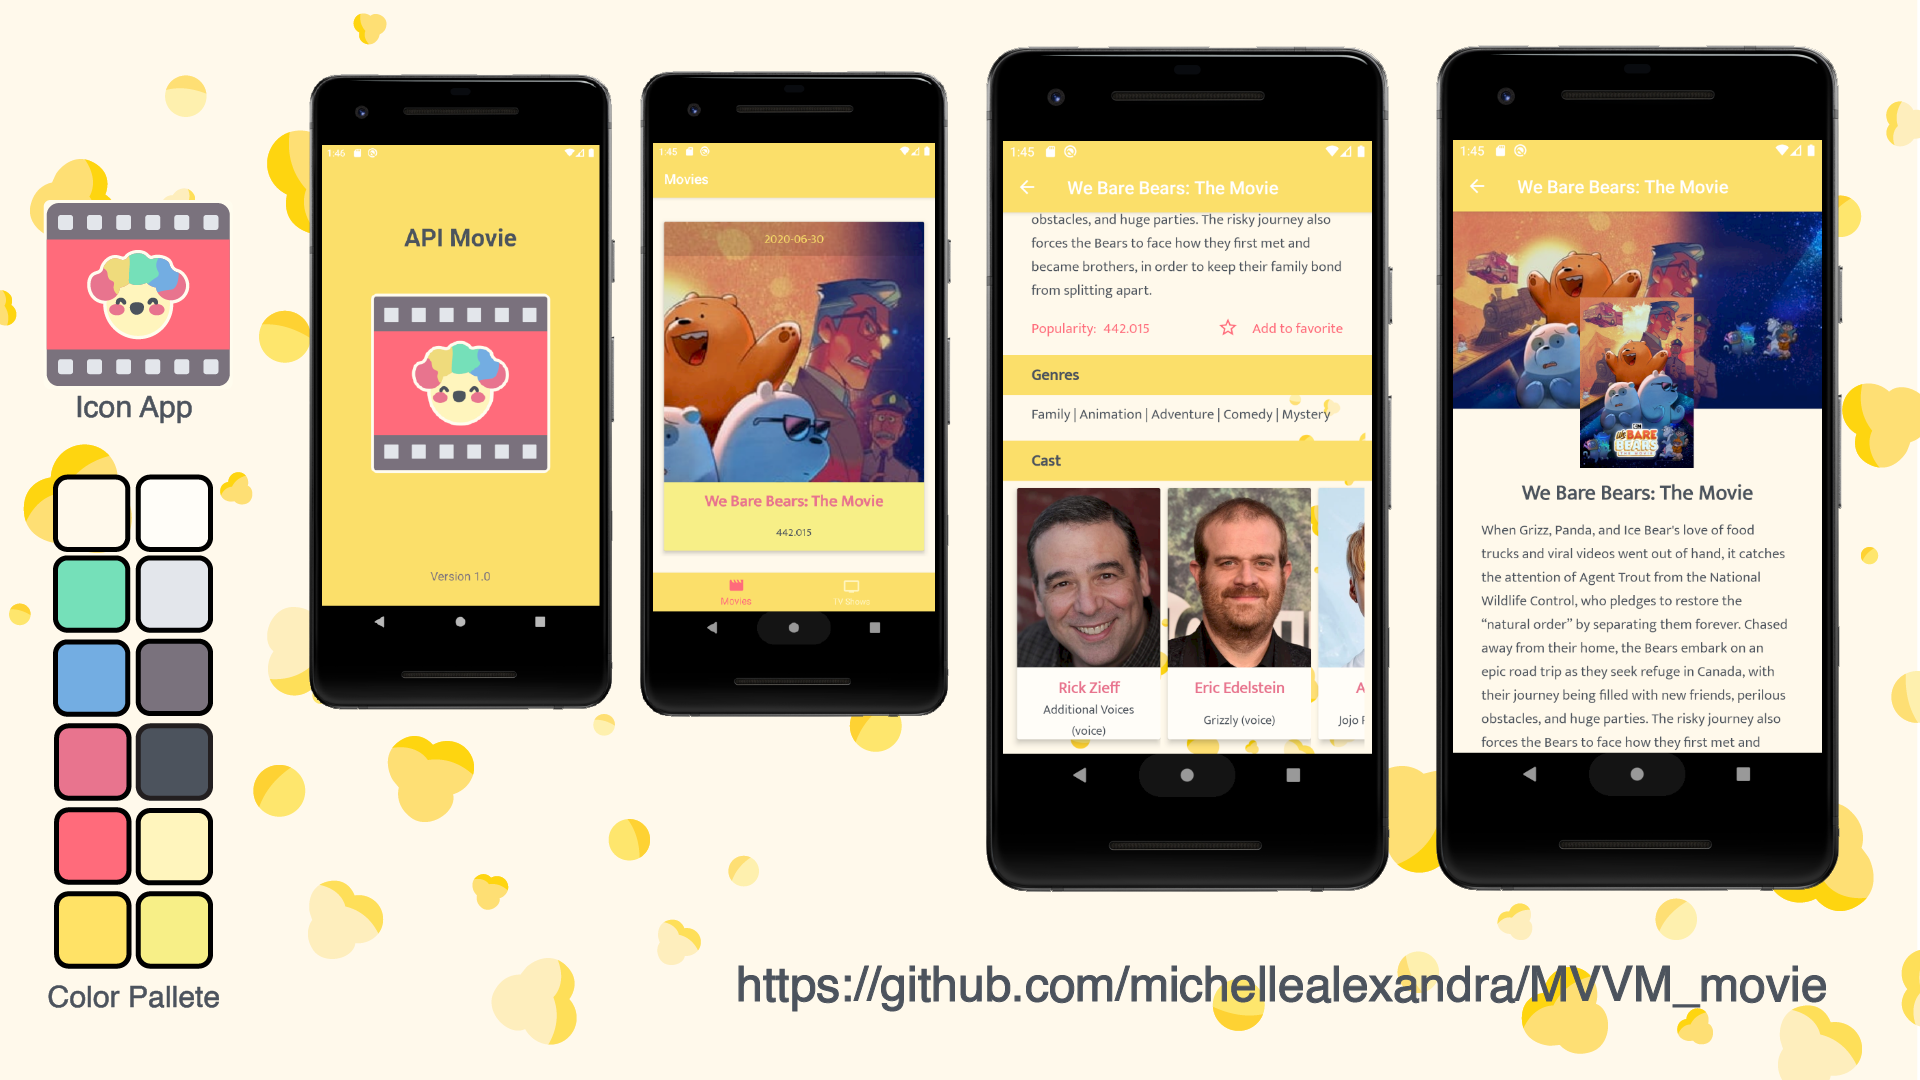 Icon App
Color Pallete
1:46
API Movie
Version 1.0
1:45
Movies
2020-06-30
We Bare Bears: The Movie
442.015
Movies
TV Shows
1:45
We Bare Bears: The Movie
obstacles, and huge parties. The risky journey also
forces the Bears to face how they first met and
became brothers, in order to keep their family bond
from splitting apart.
Popularity: 442.015
Add to favorite
Genres
Family | Animation | Adventure | Comedy | Mystery
Cast
Rick Zieff
Additional Voices
(voice)
Eric Edelstein
Grizzly (voice)
A
Jojo
1:45
We Bare Bears: The Movie
We BARE
BEARS
We Bare Bears: The Movie
When Grizz, Panda, and Ice Bear's love of food
trucks and viral videos went out of hand, it catches
the attention of Agent Trout from the National
Wildlife Control, who pledges to restore the
“natural order” by separating them forever. Chased
away from their home, the Bears embark on an
epic road trip as they seek refuge in Canada, with
their journey being filled with new friends, perilous
obstacles, and huge parties. The risky journey also
forces the Bears to face how they first met and
https://github.com/michellealexandra/MVVM_movie